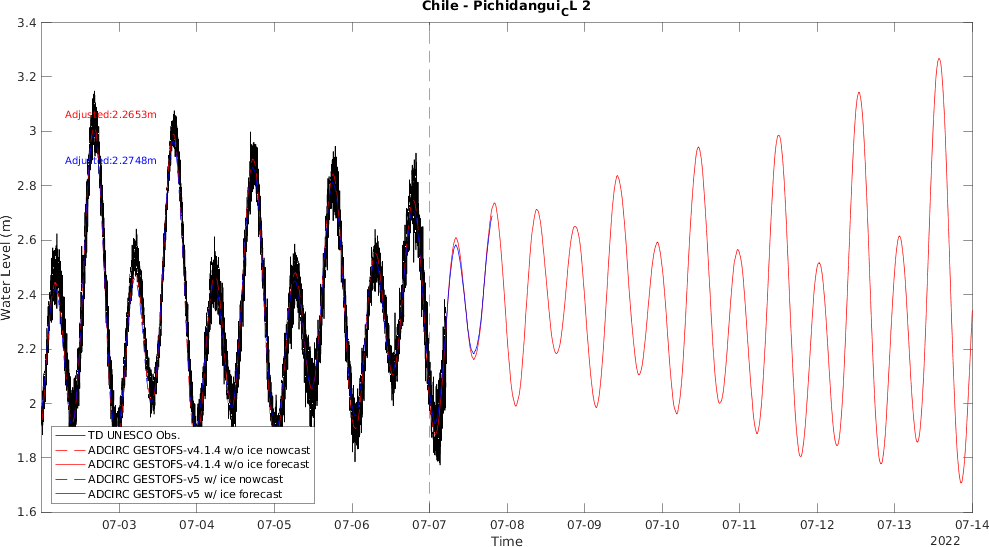 Chile - Pichidangui_CL 2
3.4
3.2
3
2.8
2.6
2.4
2.2
2
1.8
1.6
Water Level (m)
Adjusted:2.2653m
Adjusted:2.2748m
TD UNESCO Obs.
ADCIRC GESTOFS-v4.1.4 w/o ice nowcast
ADCIRC GESTOFS-v4.1.4 w/o ice forecast
ADCIRC GESTOFS-v5 w/ ice nowcast
ADCIRC GESTOFS-v5 w/ ice forecast
07-03 07-04 07-05 07-06 07-07 07-08 07-09 07-10 07-11 07-12 07-13 07-14
Time
2022